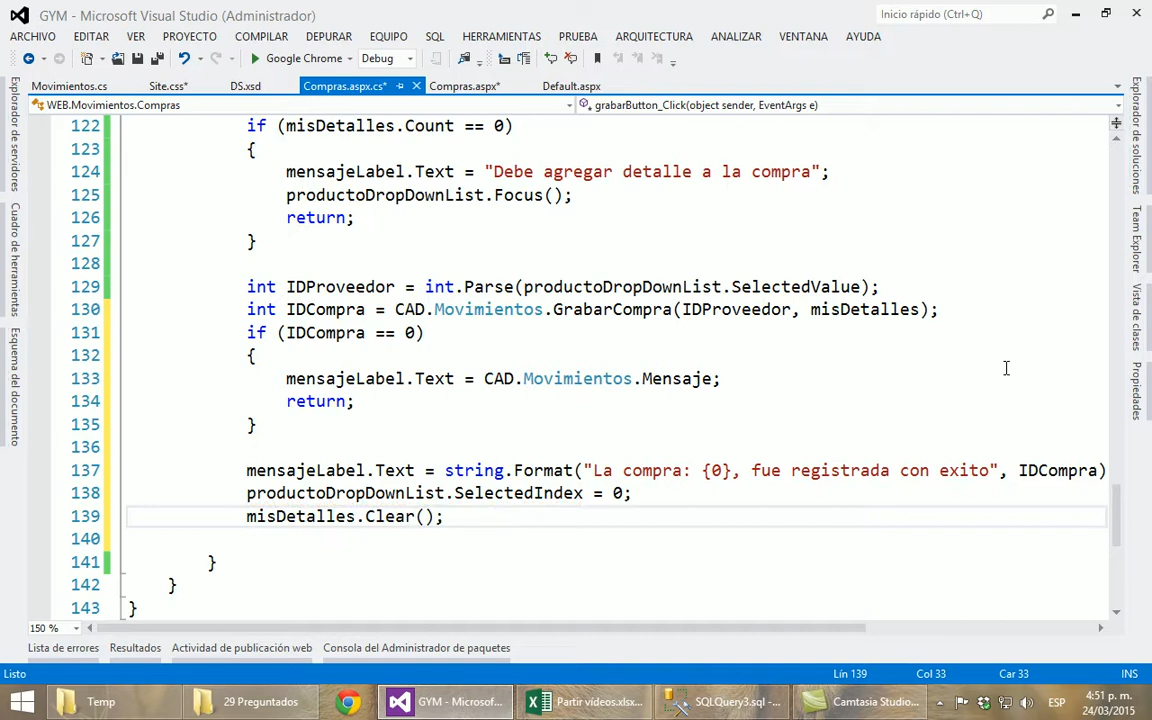 GYM - Microsoft Visual Studio (Administrador)
Inicio rápido (Ctrl+Q)
ARCHIVO EDITAR VER PROYECTO COMPILAR DEPURAR EQUIPO SQL HERRAMIENTAS PRUEBA ARQUITECTURA ANALIZAR VENTANA AYUDA
Google Chrome Debug
Movimientos.cs Site.css* DS.xsd Compras.aspx.cs* Compras.aspx* Default.aspx
WEB.Movimientos.Compras grabarButton_Click(object sender, EventArgs e)
Explorador de servidores
Cuadro de herramientas
Esquema del documento
122 if (misDetalles.Count == 0)
123 {
124 mensajeLabel.Text = "Debe agregar detalle a la compra";
125 productoDropDownList.Focus();
126 return;
127 }
128
129 int IDProveedor = int.Parse(productoDropDownList.SelectedValue);
130 int IDCompra = CAD.Movimientos.GrabarCompra(IDProveedor, misDetalles);
131 if (IDCompra == 0)
132 {
133 mensajeLabel.Text = CAD.Movimientos.Mensaje;
134 return;
135 }
136
137 mensajeLabel.Text = string.Format("La compra: {0}, fue registrada con exito", IDCompra)
138 productoDropDownList.SelectedIndex = 0;
139 misDetalles.Clear();
140
141 }
142 }
143 }
Explorador de soluciones
Team Explorer
Vista de clases
Propiedades
150 %
Lista de errores Resultados Actividad de publicación web Consola del Administrador de paquetes
Listo Lín 139 Col 33 Car 33 INS
Temp 29 Preguntados GYM - Microsof... Partir vídeos.xlsx... SQLQuery3.sql -... Camtasia Studio... ESP
4:51 p. m.
24/03/2015